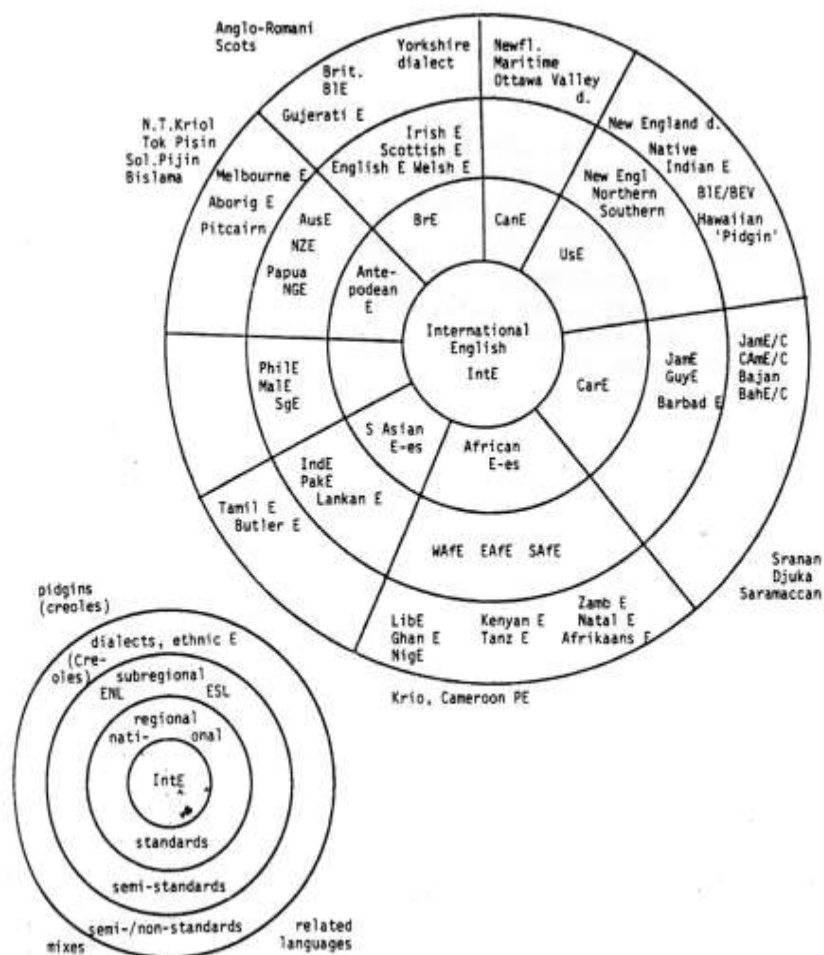 Anglo-Romani
Scots
Yorkshire
dialect
Brit.
BlE
Gujerati E
Newfl.
Maritime
Ottawa Valley
d.
New England d.
Native
Indian E
BlE/BEV
Hawaiian
'Pidgin'
N.T.Kriol
Tok Pisin
Sol.Pijin
Bislama
Melbourne E
Aborig E
Pitcairn
Irish E
Scottish E
English E Welsh E
New Engl
Northern
Southern
AusE
NZE
Papua
NGE
BrE
CanE
UsE
Ante-
podean
E
International
English
IntE
CarE
JamE
GuyE
Barbad E
JamE/C
CAmE/C
Bajan
BahE/C
PhilE
MalE
SgE
S Asian
E-es
African
E-es
IndE
PakE
Lankan E
Tamil E
Butler E
WAfE EAfE SAfE
LibE
Ghan E
NigE
Kenyan E
Tanz E
Zamb E
Natal E
Afrikaans E
Sranan
Djuka
Saramaccan
Krio, Cameroon PE
pidgins
(creoles)
dialects, ethnic E
(Cre-
oles)
subregional
ENL ESL
regional
nati- onal
IntE
standards
semi-standards
semi-/non-standards
mixes
related
languages